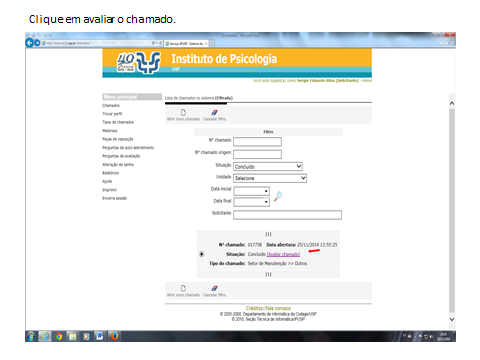 Clique em avaliar o chamado.
Serviços IPUSP - Sistema de...
40
Instituto de Psicologia
USP
Você está logado(a) como Sergio Eduardo Silva (Solicitante) - Home
Menu principal
Lista de chamados no sistema (Filtrado)
Chamados
Trocar perfil
Tipos de chamados
Materiais
Peças de reposição
Perguntas de auto-atendimento
Perguntas de avaliação
Alteração de senha
Relatórios
Ajuda
Imprimir
Encerra sessão
Abrir novo chamado Cancelar filtro
Filtro
Nº chamado
Nº chamado origem
Situação Concluído
Unidade Selecione
Data inicial
Data final
Solicitante
[1]
Nº chamado: 017758 Data abertura: 25/11/2014 13:55:25
Situação: Concluído [Avaliar chamado]
Tipo do chamado: Setor de Manutenção >> Outros
[1]
Abrir novo chamado Cancelar filtro
Créditos | Fale conosco
© 2005-2008, Departamento de Informática da Codage/USP
© 2010, Seção Técnica de Informática/IPUSP